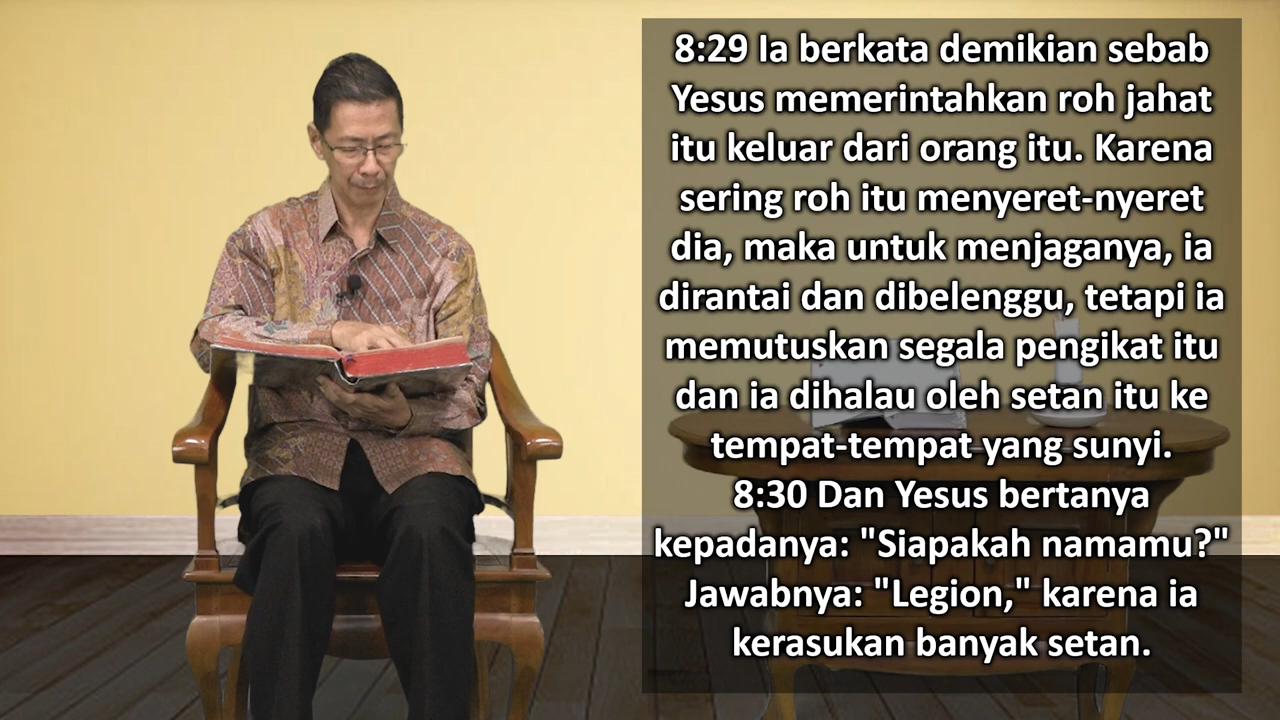 8:29 Ia berkata demikian sebab
Yesus memerintahkan roh jahat
itu keluar dari orang itu. Karena
sering roh itu menyeret-nyeret
dia, maka untuk menjaganya, ia
dirantai dan dibelenggu, tetapi ia
memutuskan segala pengikat itu
dan ia dihalau oleh setan itu ke
tempat-tempat yang sunyi.
8:30 Dan Yesus bertanya
kepadanya: "Siapakah namamu?"
Jawabnya: "Legion," karena ia
kerasukan banyak setan.